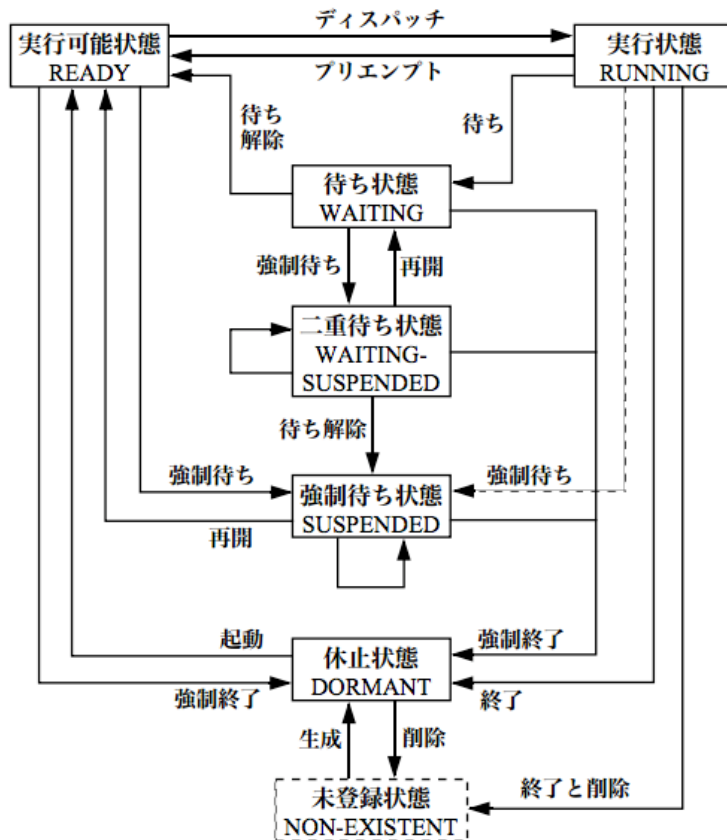 ディスパッチ
実行可能状態
READY
実行状態
RUNNING
プリエンプト
待ち
解除
待ち
待ち状態
WAITING
強制待ち
再開
二重待ち状態
WAITING-
SUSPENDED
待ち解除
強制待ち
強制待ち状態
SUSPENDED
強制待ち
再開
起動
休止状態
DORMANT
強制終了
強制終了
終了
生成
削除
未登録状態
NON-EXISTENT
終了と削除